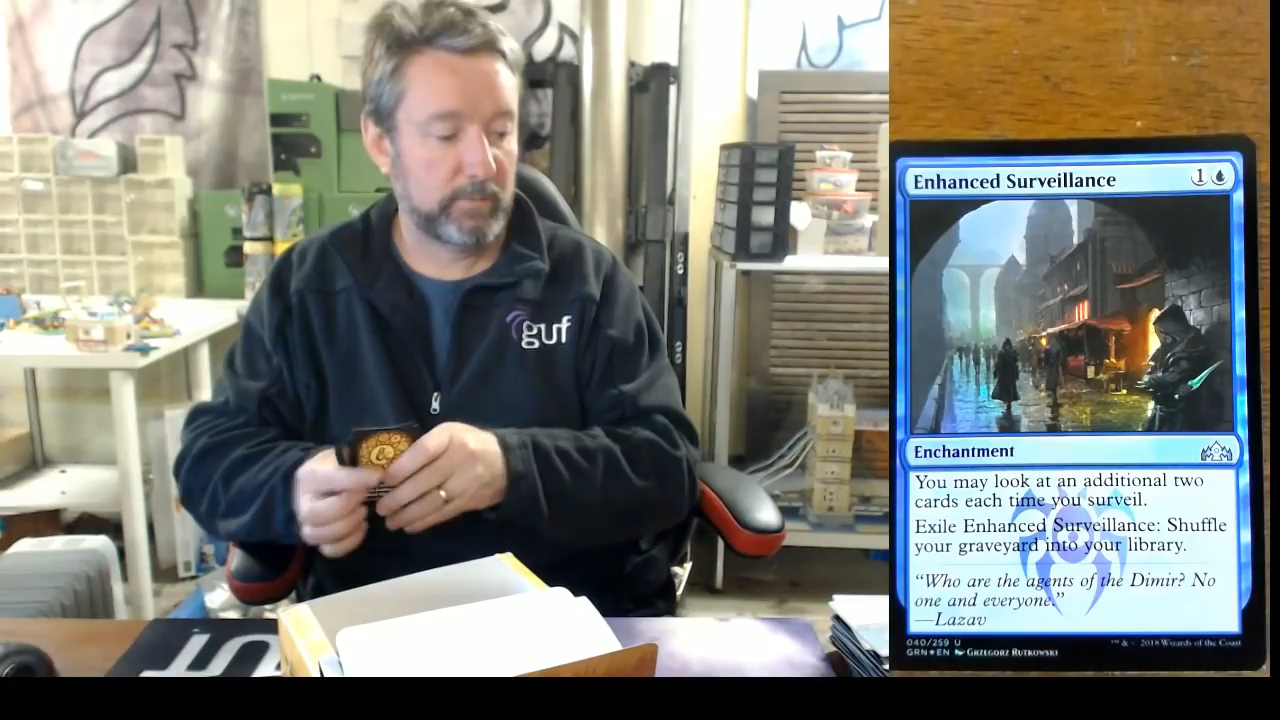 guf
Enhanced Surveillance
1
Enchantment
You may look at an additional two
cards each time you surveil.
Exile Enhanced Surveillance: Shuffle
your graveyard into your library.
“Who are the agents of the Dimir? No
one and everyone.”
—Lazav
040/259 U
GRN★EN Grzegorz Rutkowski
™ & © 2018 Wizards of the Coast